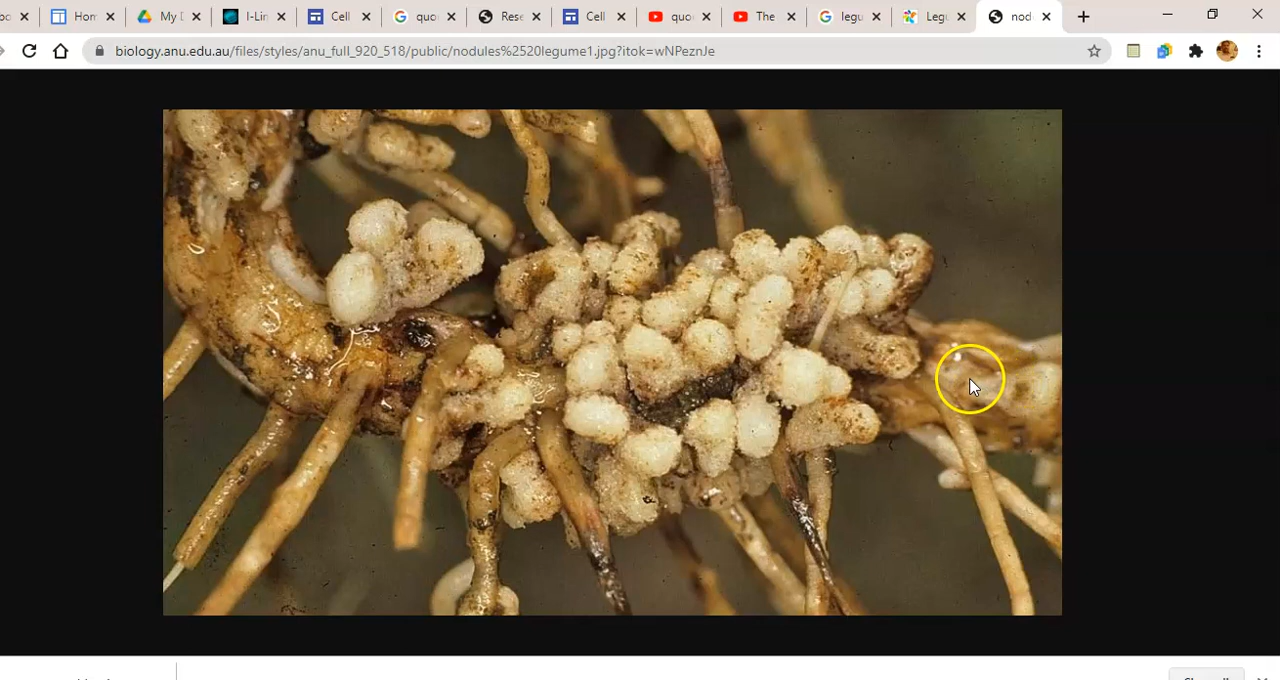 Hon
My D
I-Lin
Cell
quo
Rese
Cell
quo
The
legu
Legu
nod
biology.anu.edu.au/files/styles/anu_full_920_518/public/nodules%2520legume1.jpg?itok=wNPeznJe